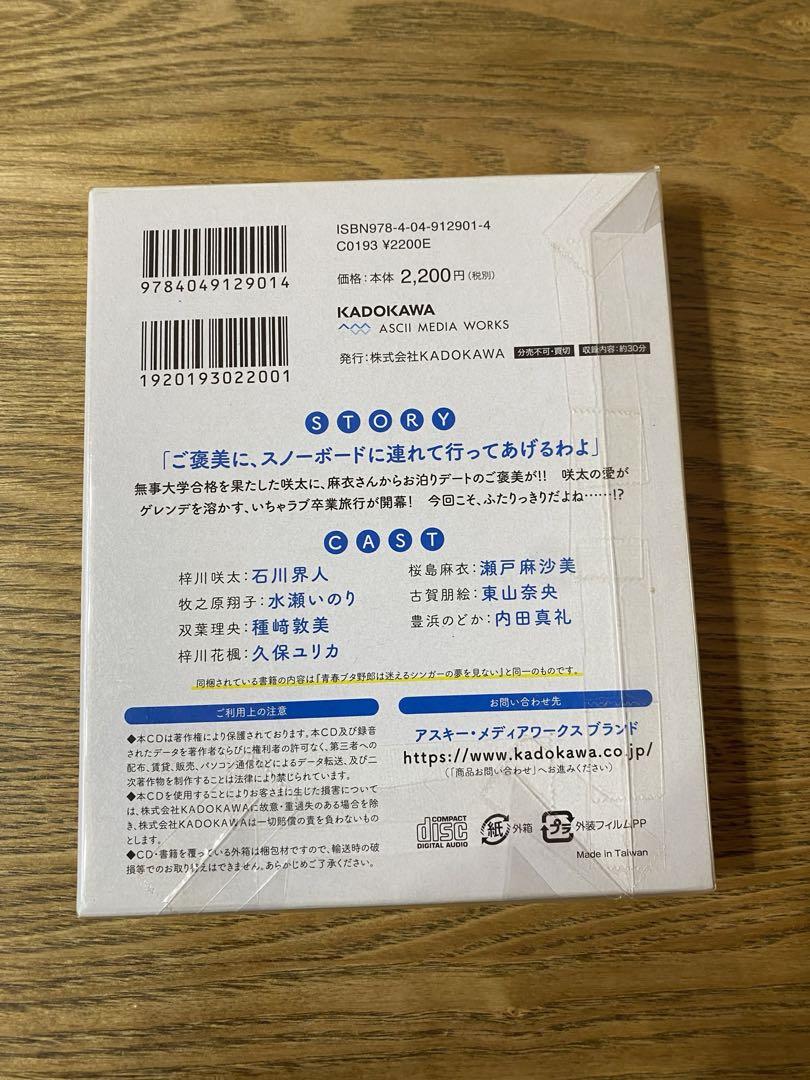 ISBN978-4-04-912901-4
C0193 ¥2200E
9784049129014
価格:本体 2,200円(税別)
KADOKAWA
ASCII MEDIA WORKS
1920193022001
発行:株式会社KADOKAWA 分売不可・買切 収録内容:約30分
STORY
「ご褒美に、スノーボードに連れて行ってあげるわよ」
無事大学合格を果たした咲太に、麻衣さんからお泊りデートのご褒美が!! 咲太の愛が
ゲレンデを溶かす、いちゃラブ卒業旅行が開幕! 今回こそ、ふたりっきりだよね……!?
CAST
梓川咲太:石川界人
桜島麻衣:瀬戸麻沙美
牧之原翔子:水瀬いのり
古賀朋絵:東山奈央
双葉理央:種﨑敦美
豊浜のどか:内田真礼
梓川花楓:久保ユリカ
同梱されている書籍の内容は『青春ブタ野郎は迷えるシンガーの夢を見ない』と同一のものです。
ご利用上の注意
◆本CDは著作権により保護されております。本CD及び録音
されたデータを著作者ならびに権利者の許可なく、第三者への
配布、賃貸、販売、パソコン通信などによるデータ転送、及び二
次著作物を制作することは法律により禁じられています。
◆本CDを使用することによりお客さまに生じた損害について
は、株式会社KADOKAWAに故意・重過失のある場合を除
き、株式会社KADOKAWAは一切賠償の責を負わないもの
とします。
◆CD・書籍を覆っている外箱は梱包材ですので、輸送時の破
損等でのお取り替えはできません。あらかじめご了承ください。
お問い合わせ先
アスキー・メディアワークス ブランド
https://www.kadokawa.co.jp/
(「商品お問い合わせ」へお進みください)
COMPACT
disc
DIGITAL AUDIO
紙 外箱
プラ 外装フィルムPP
Made in Taiwan